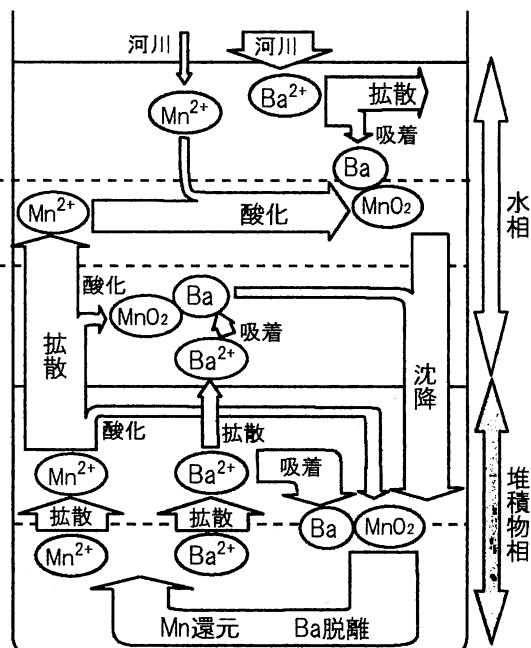 河川
河川
Mn2+
Ba2+
拡散
吸着
Ba
MnO2
Mn2+
酸化
水相
酸化
MnO2
Ba
吸着
Ba2+
拡散
沈降
酸化
拡散
Mn2+
Ba2+
吸着
拡散
拡散
Ba
MnO2
堆積物相
Mn2+
Ba2+
Mn還元
Ba脱離